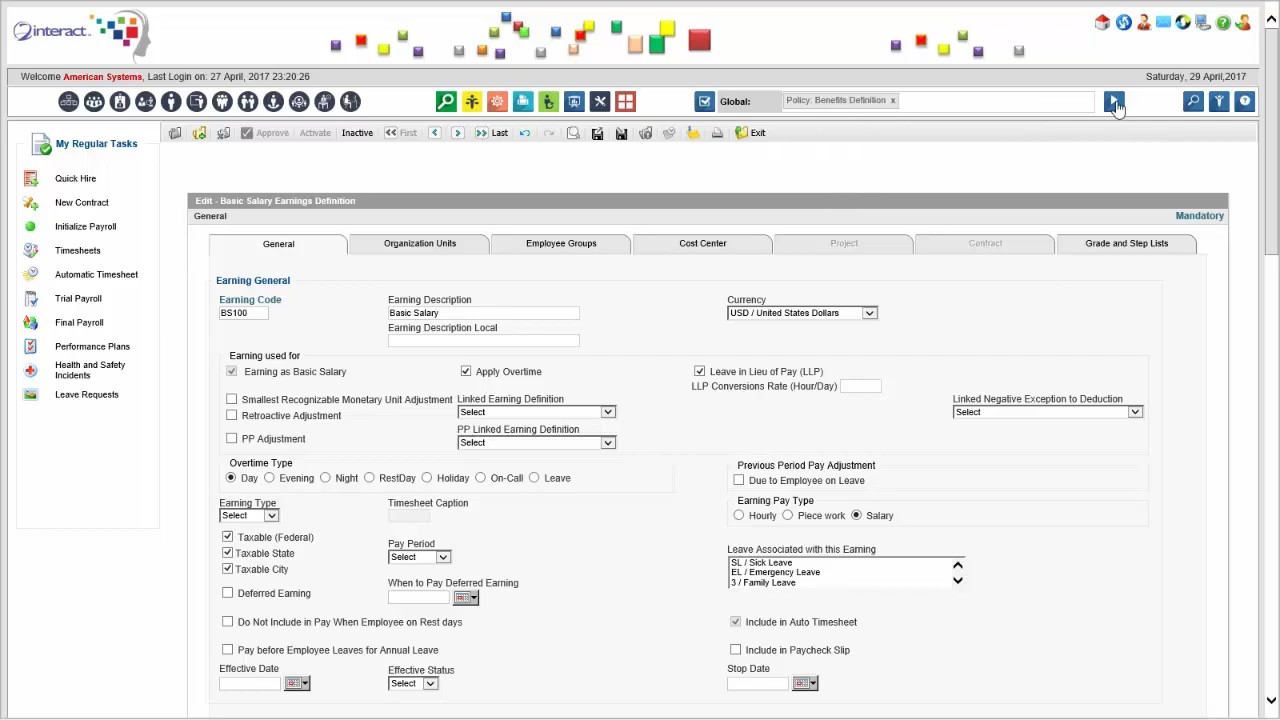 interact
Welcome American Systems, Last Login on: 27 April, 2017 23:20:26
Saturday, 29 April,2017
Global:
Policy: Benefits Definition x
My Regular Tasks
Quick Hire
New Contract
Initialize Payroll
Timesheets
Automatic Timesheet
Trial Payroll
Final Payroll
Performance Plans
Health and Safety
Incidents
Leave Requests
Approve Activate Inactive First Last Exit
Edit - Basic Salary Earnings Definition
General Mandatory
General Organization Units Employee Groups Cost Center Project Contract Grade and Step Lists
Earning General
Earning Code Earning Description Currency
BS100 Basic Salary USD / United States Dollars
Earning Description Local
Earning used for
Earning as Basic Salary Apply Overtime Leave in Lieu of Pay (LLP)
LLP Conversions Rate (Hour/Day)
Smallest Recognizable Monetary Unit Adjustment Linked Earning Definition Linked Negative Exception to Deduction
Retroactive Adjustment Select Select
PP Linked Earning Definition
PP Adjustment Select
Overtime Type Previous Period Pay Adjustment
Day Evening Night RestDay Holiday On-Call Leave Due to Employee on Leave
Earning Type Timesheet Caption Earning Pay Type
Select Hourly Piece work Salary
Taxable (Federal)
Pay Period Leave Associated with this Earning
Taxable State Select SL / Sick Leave
Taxable City EL / Emergency Leave
3 / Family Leave
When to Pay Deferred Earning
Deferred Earning
Do Not Include in Pay When Employee on Rest days Include in Auto Timesheet
Pay before Employee Leaves for Annual Leave Include in Paycheck Slip
Effective Date Effective Status Stop Date
Select